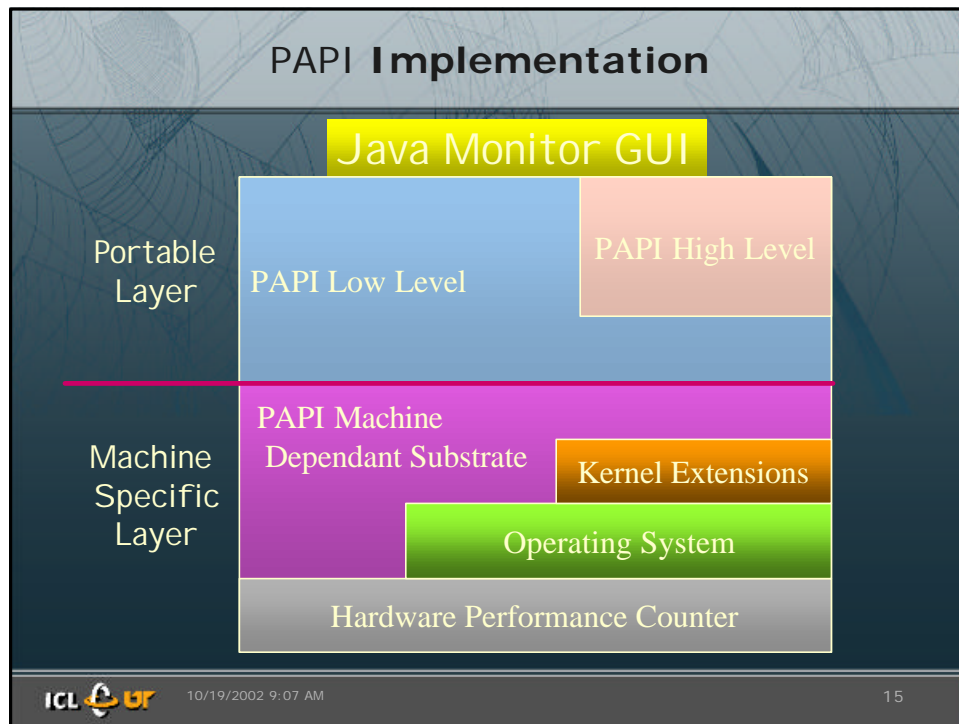 PAPI Implementation
Java Monitor GUI
Portable
Layer
PAPI Low Level
PAPI High Level
PAPI Machine
Dependant Substrate
Machine
Specific
Layer
Kernel Extensions
Operating System
Hardware Performance Counter
ICL UT 10/19/2002 9:07 AM 15